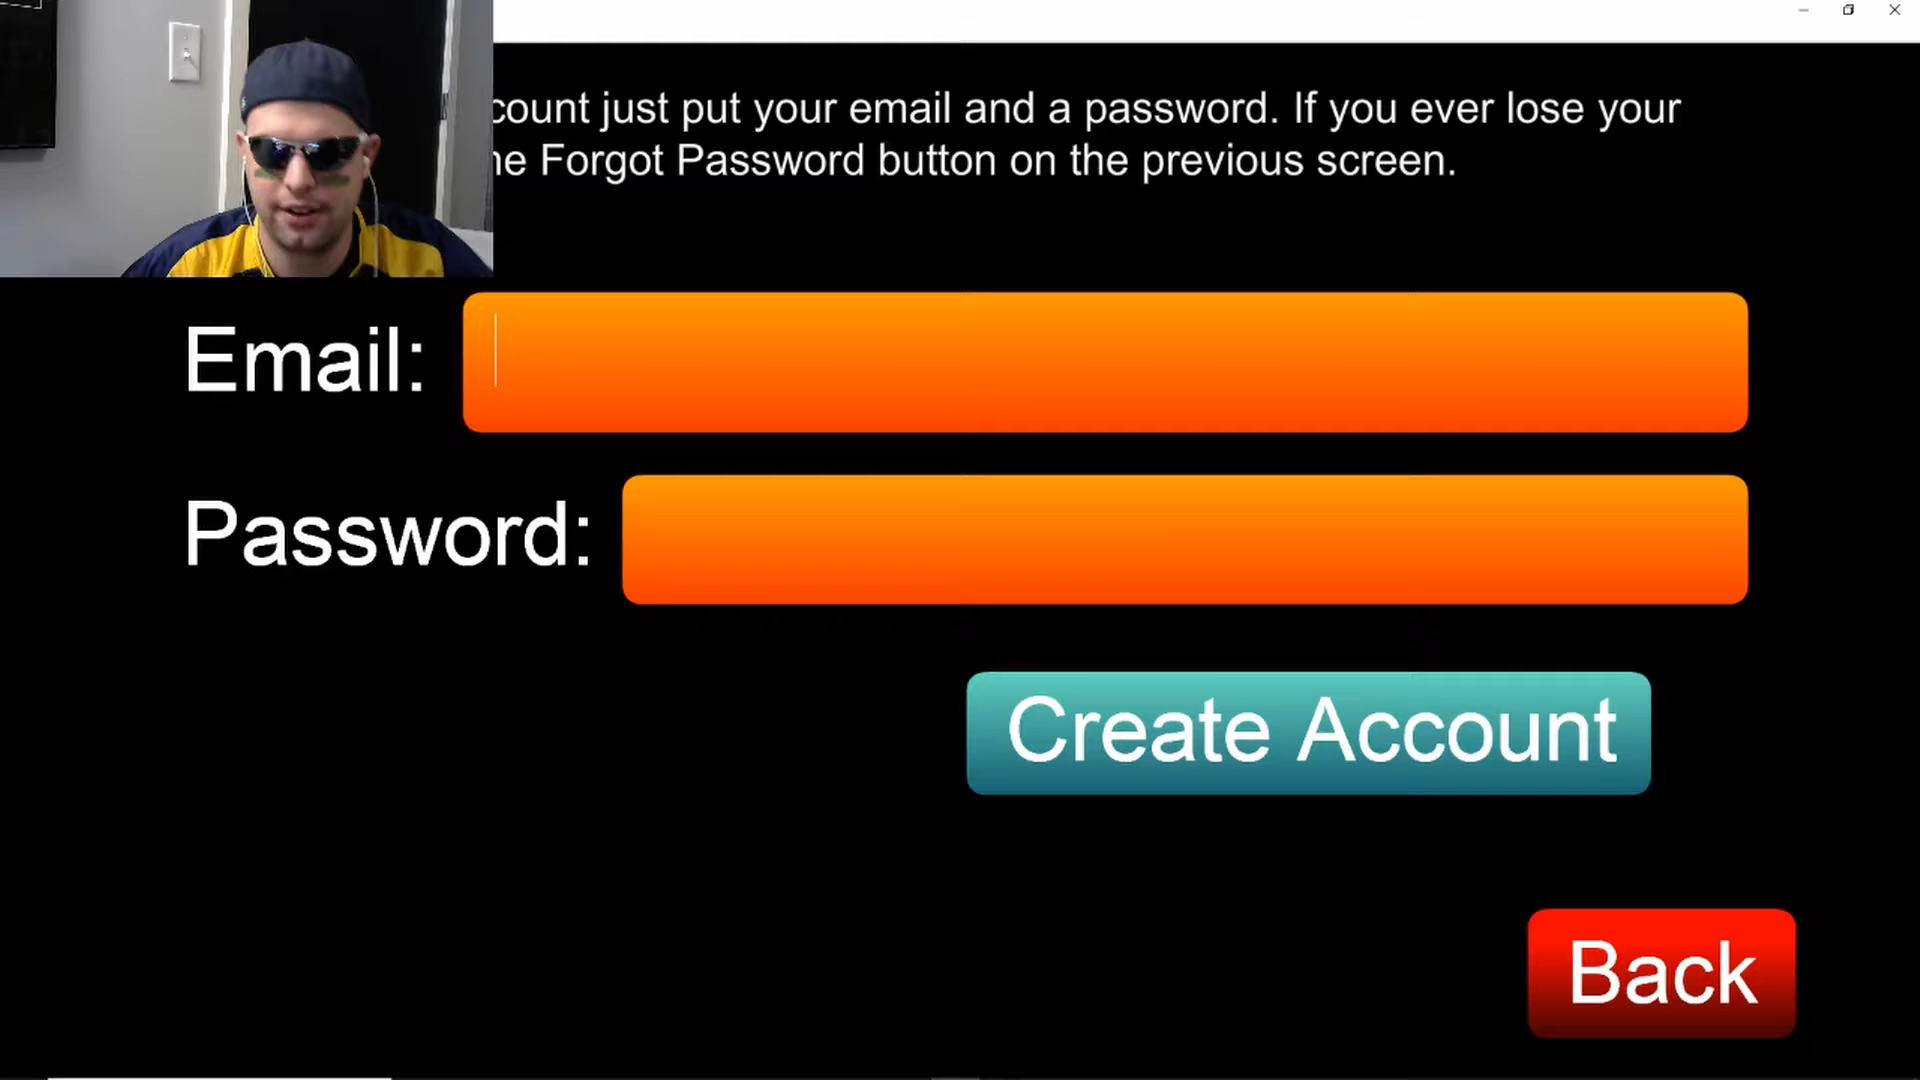 count just put your email and a password. If you ever lose your
he Forgot Password button on the previous screen.
Email:
Password:
Create Account
Back